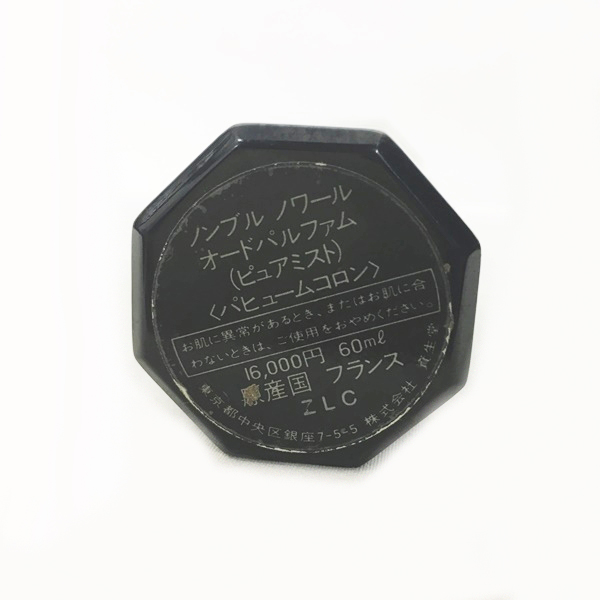 ノンブル ノワール
オードパルファム
(ピュアミスト)
〈パヒュームコロン〉
お肌に異常があるとき、またはお肌に合
わないときは、ご使用をおやめください。
16,000円 60mℓ
原産国 フランス
ZLC
東京都中央区銀座7-5-5 株式会社 資生堂